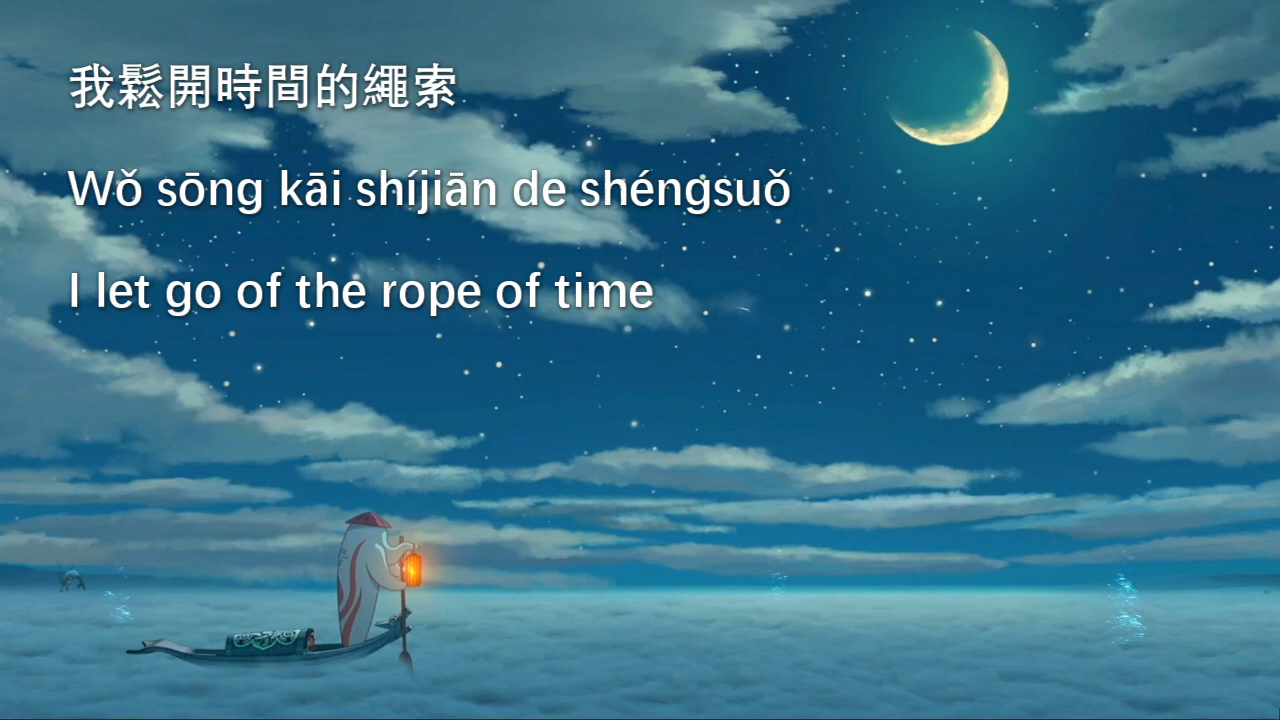 我鬆開時間的繩索
Wǒ sōng kāi shíjiān de shéngsuǒ
I let go of the rope of time